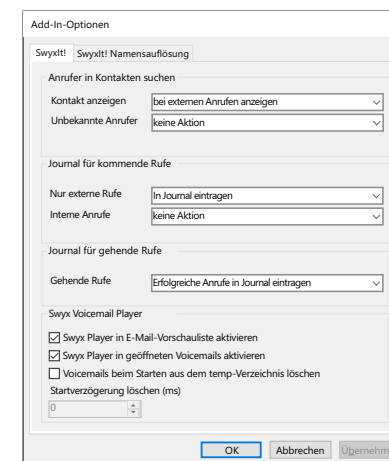 Add-In-Optionen
SwyxIt! SwyxIt! Namensauflösung
Anrufer in Kontakten suchen
Kontakt anzeigen bei externen Anrufen anzeigen
Unbekannte Anrufer keine Aktion
Journal für kommende Rufe
Nur externe Rufe In Journal eintragen
Interne Anrufe keine Aktion
Journal für gehende Rufe
Gehende Rufe Erfolgreiche Anrufe in Journal eintragen
Swyx Voicemail Player
Swyx Player in E-Mail-Vorschauliste aktivieren
Swyx Player in geöffneten Voicemails aktivieren
Voicemails beim Starten aus dem temp-Verzeichnis löschen
Startverzögerung löschen (ms)
0
OK Abbrechen Übernehm